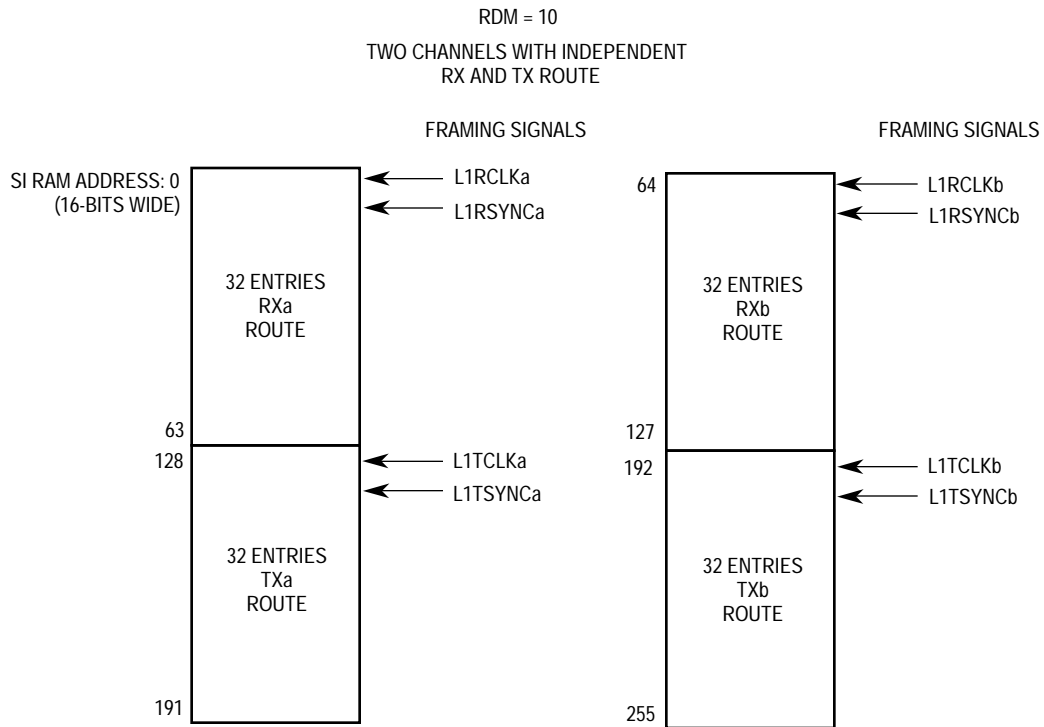 RDM = 10
TWO CHANNELS WITH INDEPENDENT
RX AND TX ROUTE
FRAMING SIGNALS
SI RAM ADDRESS: 0
(16-BITS WIDE)
L1RCLKa
L1RSYNCa
32 ENTRIES
RXa
ROUTE
63
128
L1TCLKa
L1TSYNCa
32 ENTRIES
TXa
ROUTE
191
FRAMING SIGNALS
64
L1RCLKb
L1RSYNCb
32 ENTRIES
RXb
ROUTE
127
192
L1TCLKb
L1TSYNCb
32 ENTRIES
TXb
ROUTE
255